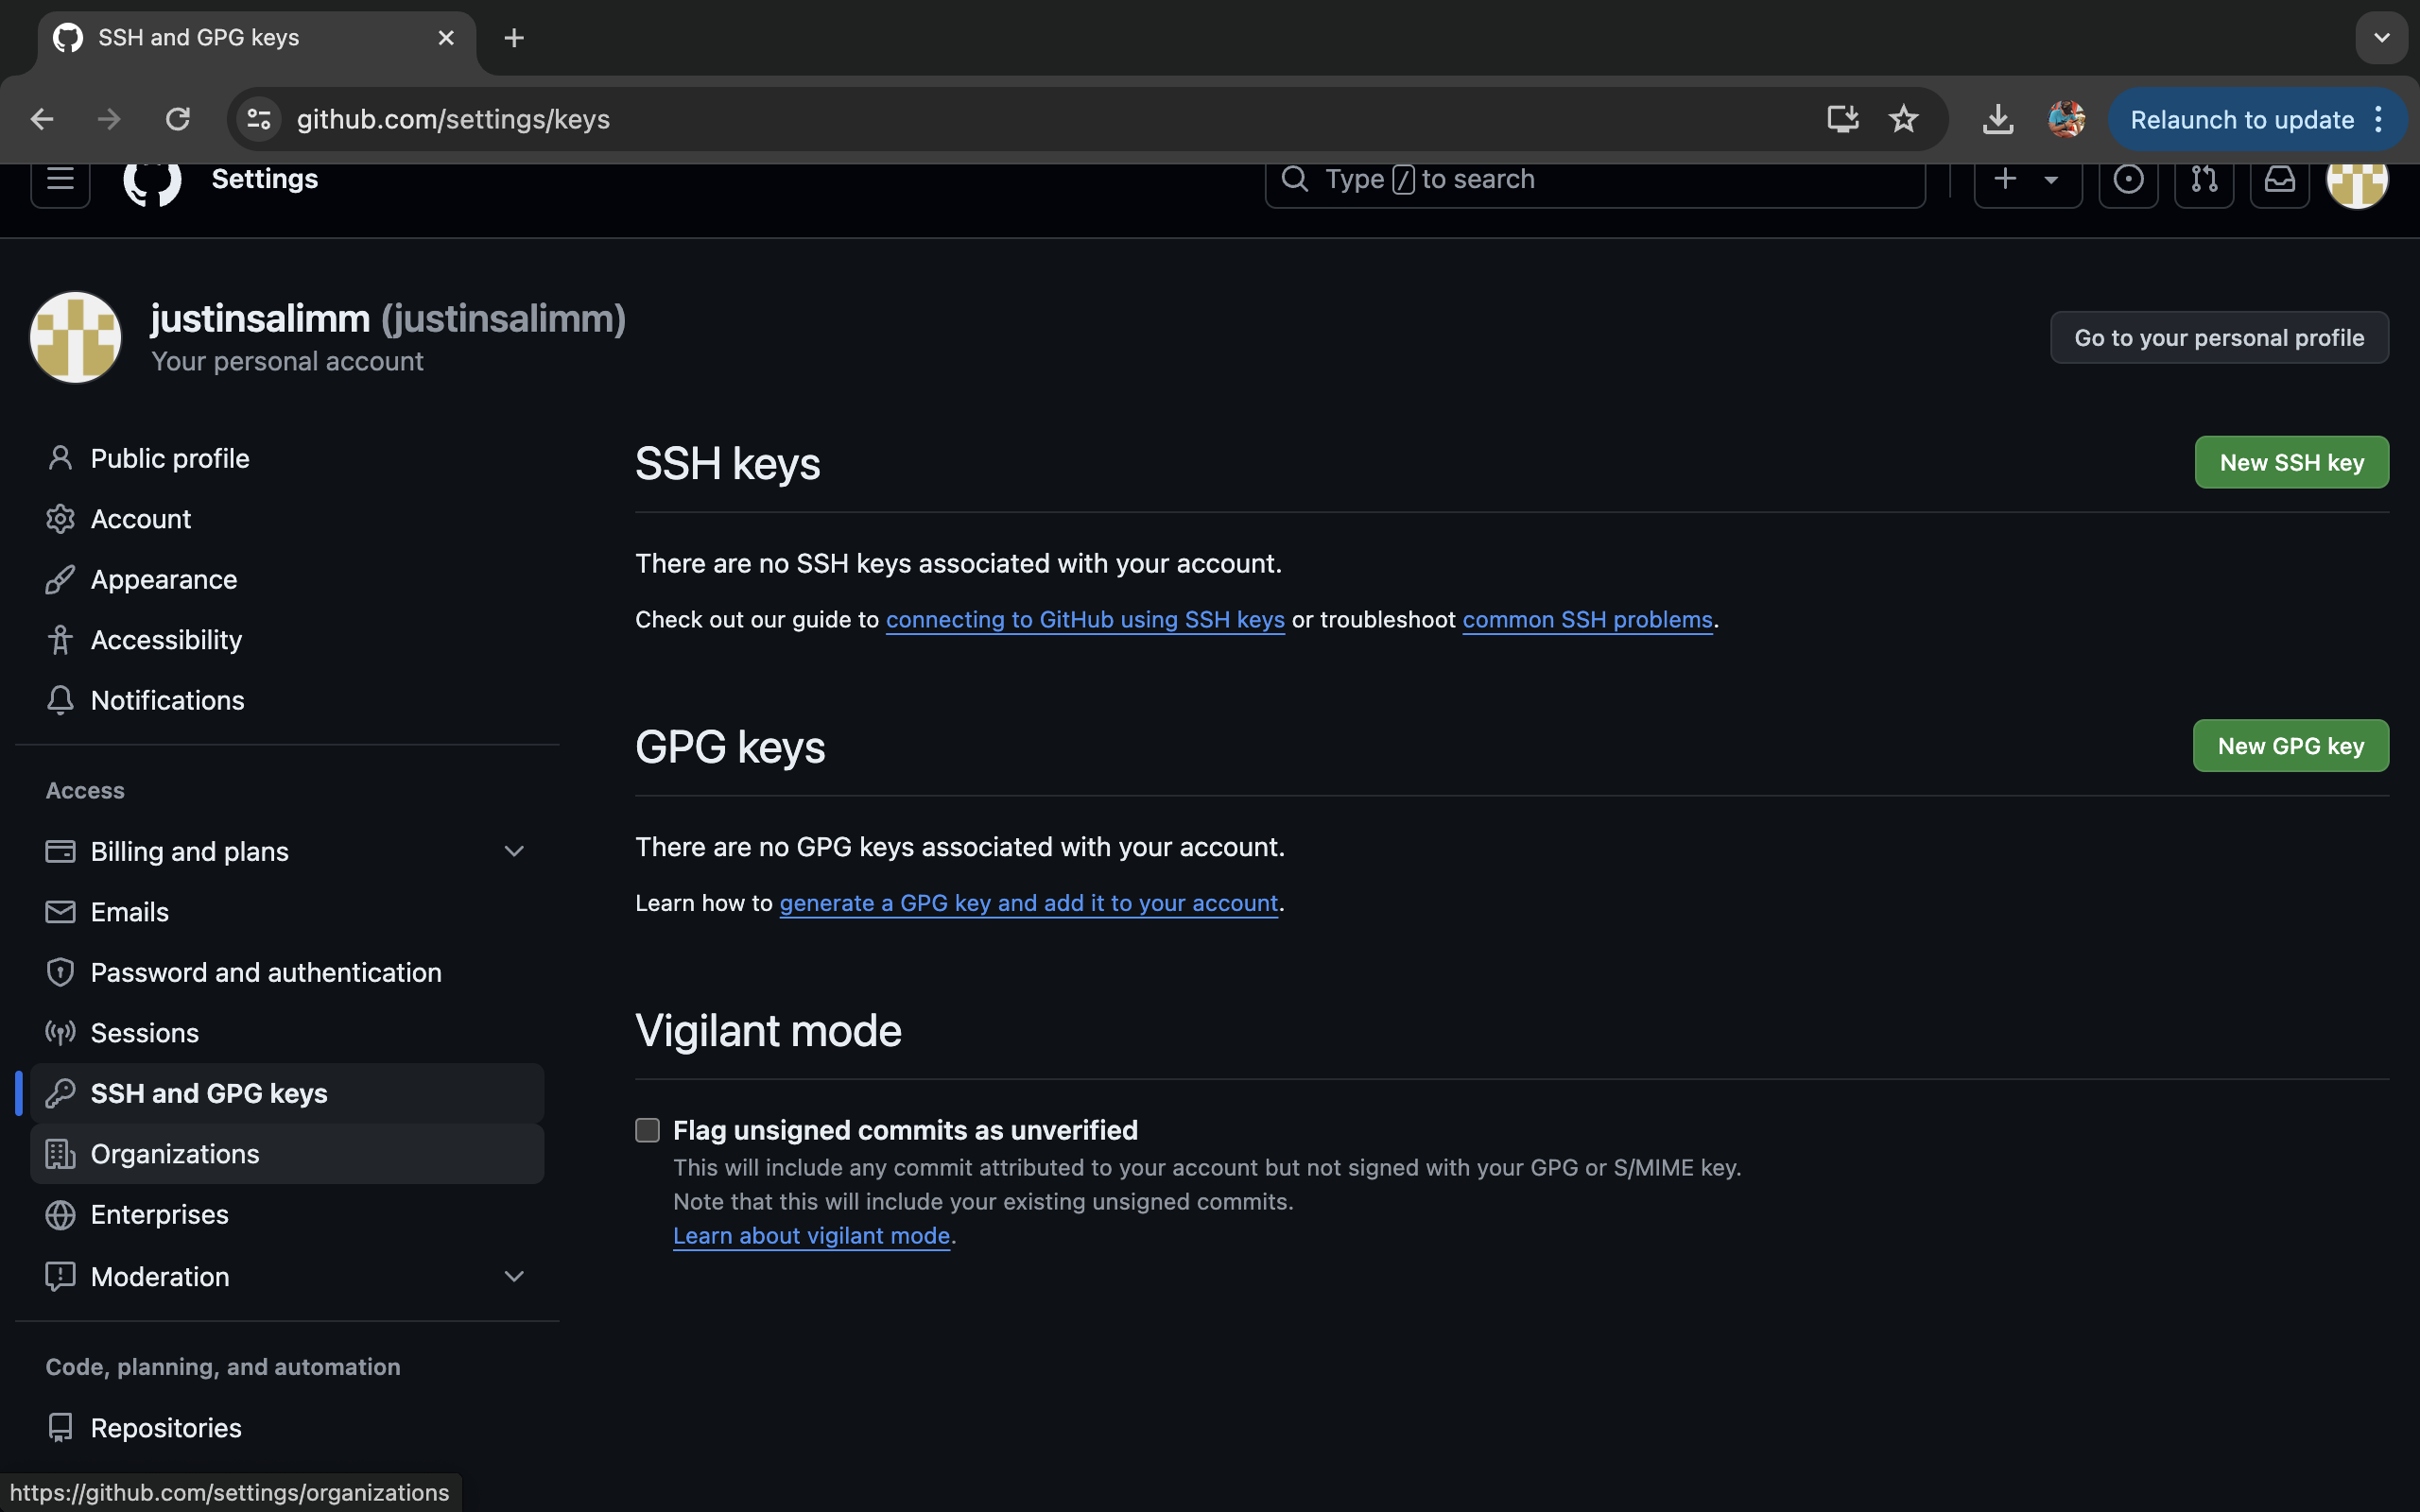 SSH and GPG keys
github.com/settings/keys
Relaunch to update
Settings
Type / to search
justinsalimm (justinsalimm)
Your personal account
Go to your personal profile
Public profile
Account
Appearance
Accessibility
Notifications
Access
Billing and plans
Emails
Password and authentication
Sessions
SSH and GPG keys
Organizations
Enterprises
Moderation
Code, planning, and automation
Repositories
SSH keys
New SSH key
There are no SSH keys associated with your account.
Check out our guide to connecting to GitHub using SSH keys or troubleshoot common SSH problems.
GPG keys
New GPG key
There are no GPG keys associated with your account.
Learn how to generate a GPG key and add it to your account.
Vigilant mode
Flag unsigned commits as unverified
This will include any commit attributed to your account but not signed with your GPG or S/MIME key.
Note that this will include your existing unsigned commits.
Learn about vigilant mode.
https://github.com/settings/organizations